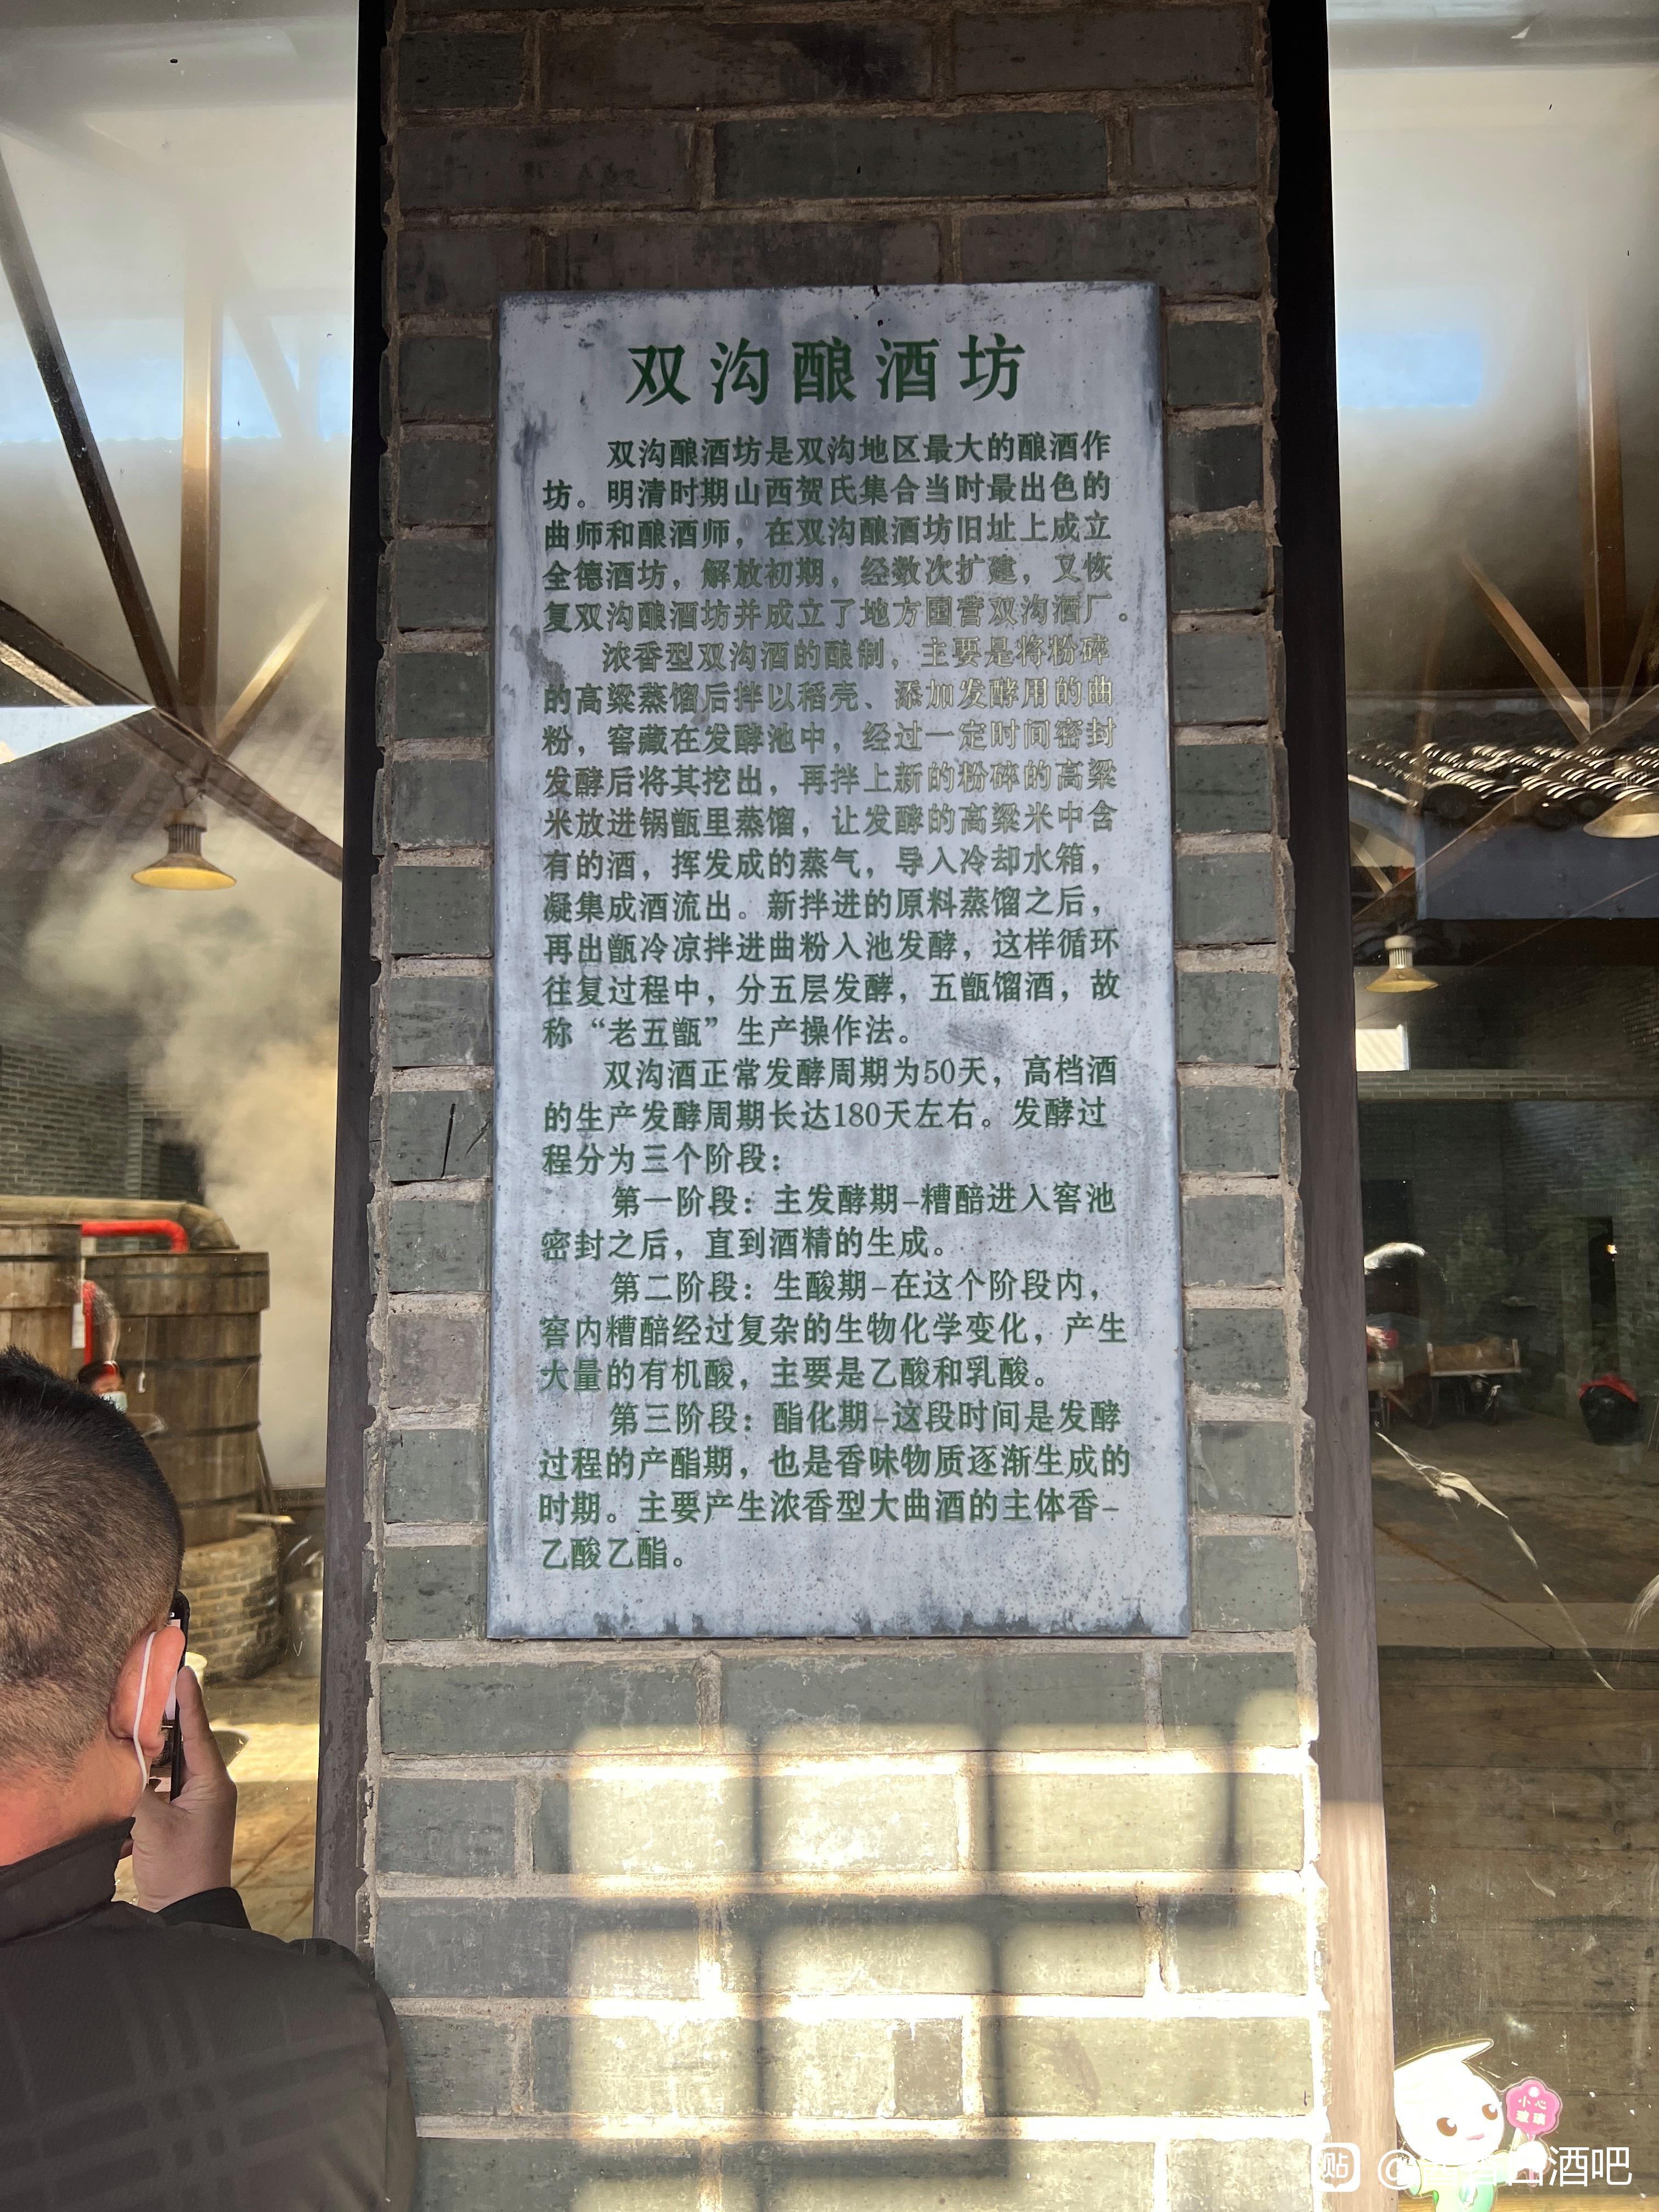 双沟酿酒坊
双沟酿酒坊是双沟地区最大的酿酒作
坊。明清时期山西贺氏集合当时最出色的
曲师和酿酒师，在双沟酿酒坊旧址上成立
全德酒坊，解放初期，经数次扩建，又恢
复双沟酿酒坊并成立了地方国营双沟酒厂。
浓香型双沟酒的酿制，主要是将粉碎
的高粱蒸馏后拌以稻壳、添加发酵用的曲
粉，窖藏在发酵池中，经过一定时间密封
发酵后将其挖出，再拌上新的粉碎的高粱
米放进锅甑里蒸馏，让发酵的高粱米中含
有的酒，挥发成的蒸气，导入冷却水箱，
凝集成酒流出。新拌进的原料蒸馏之后，
再出甑冷凉拌进曲粉入池发酵，这样循环
往复过程中，分五层发酵，五甑馏酒，故
称“老五甑”生产操作法。
双沟酒正常发酵周期为50天，高档酒
的生产发酵周期长达180天左右。发酵过
程分为三个阶段：
第一阶段：主发酵期-糟醅进入窖池
密封之后，直到酒精的生成。
第二阶段：生酸期-在这个阶段内，
窖内糟醅经过复杂的生物化学变化，产生
大量的有机酸，主要是乙酸和乳酸。
第三阶段：酯化期-这段时间是发酵
过程的产酯期，也是香味物质逐渐生成的
时期。主要产生浓香型大曲酒的主体香-
乙酸乙酯。
小心
玻璃
贴 @酒吧